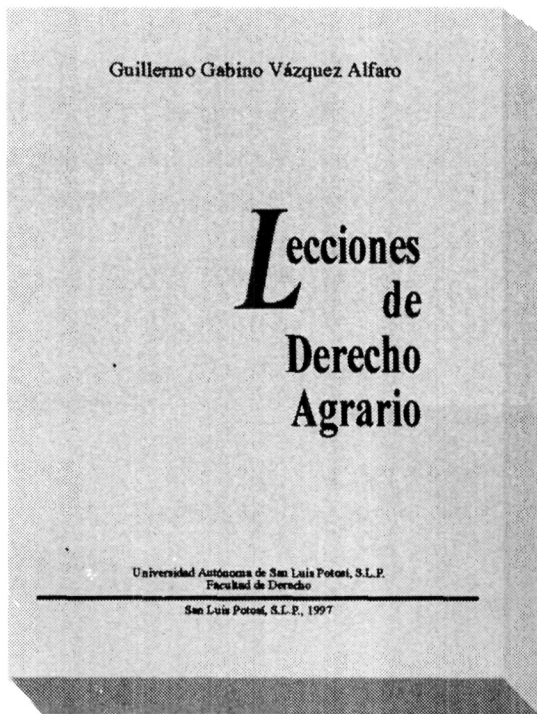 Guillermo Gabino Vázquez Alfaro
Lecciones
de
Derecho
Agrario
Universidad Autónoma de San Luis Potosí, S.L.P.
Facultad de Derecho
San Luis Potosí, S.L.P., 1997